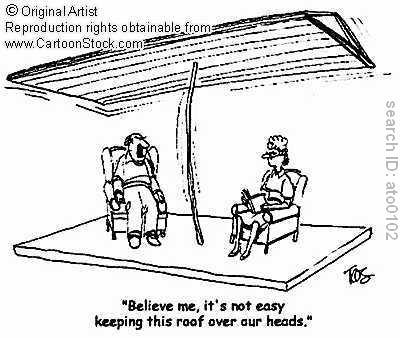 © Original Artist
Reproduction rights obtainable from
www.CartoonStock.com
search ID: ato0102
"Believe me, it's not easy
keeping this roof over our heads."